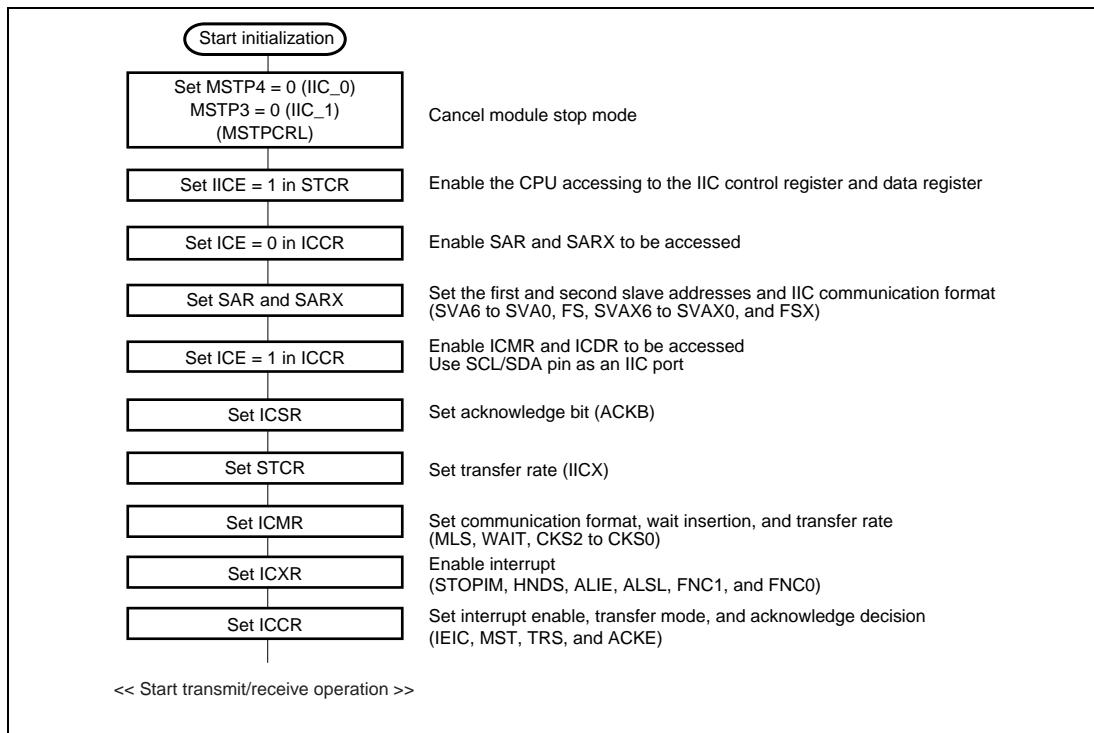 Start initialization
Set MSTP4 = 0 (IIC_0)
MSTP3 = 0 (IIC_1)
(MSTPCRL)
Cancel module stop mode
Set IICE = 1 in STCR
Enable the CPU accessing to the IIC control register and data register
Set ICE = 0 in ICCR
Enable SAR and SARX to be accessed
Set SAR and SARX
Set the first and second slave addresses and IIC communication format
(SVA6 to SVA0, FS, SVAX6 to SVAX0, and FSX)
Set ICE = 1 in ICCR
Enable ICMR and ICDR to be accessed
Use SCL/SDA pin as an IIC port
Set ICSR
Set acknowledge bit (ACKB)
Set STCR
Set transfer rate (IICX)
Set ICMR
Set communication format, wait insertion, and transfer rate
(MLS, WAIT, CKS2 to CKS0)
Set ICXR
Enable interrupt
(STOPIM, HNDS, ALIE, ALSL, FNC1, and FNC0)
Set ICCR
Set interrupt enable, transfer mode, and acknowledge decision
(IEIC, MST, TRS, and ACKE)
<< Start transmit/receive operation >>